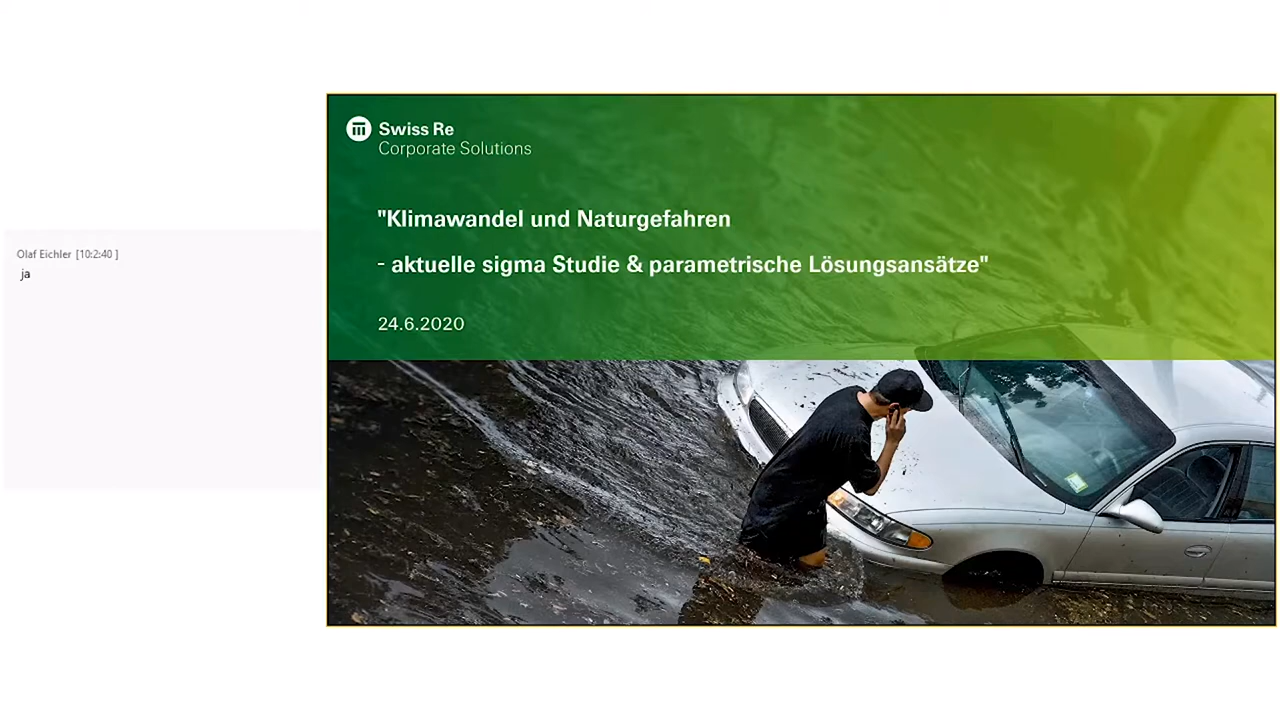 Olaf Eichler [10:2:40 ]
ja
Swiss Re
Corporate Solutions
"Klimawandel und Naturgefahren
- aktuelle sigma Studie & parametrische Lösungsansätze"
24.6.2020